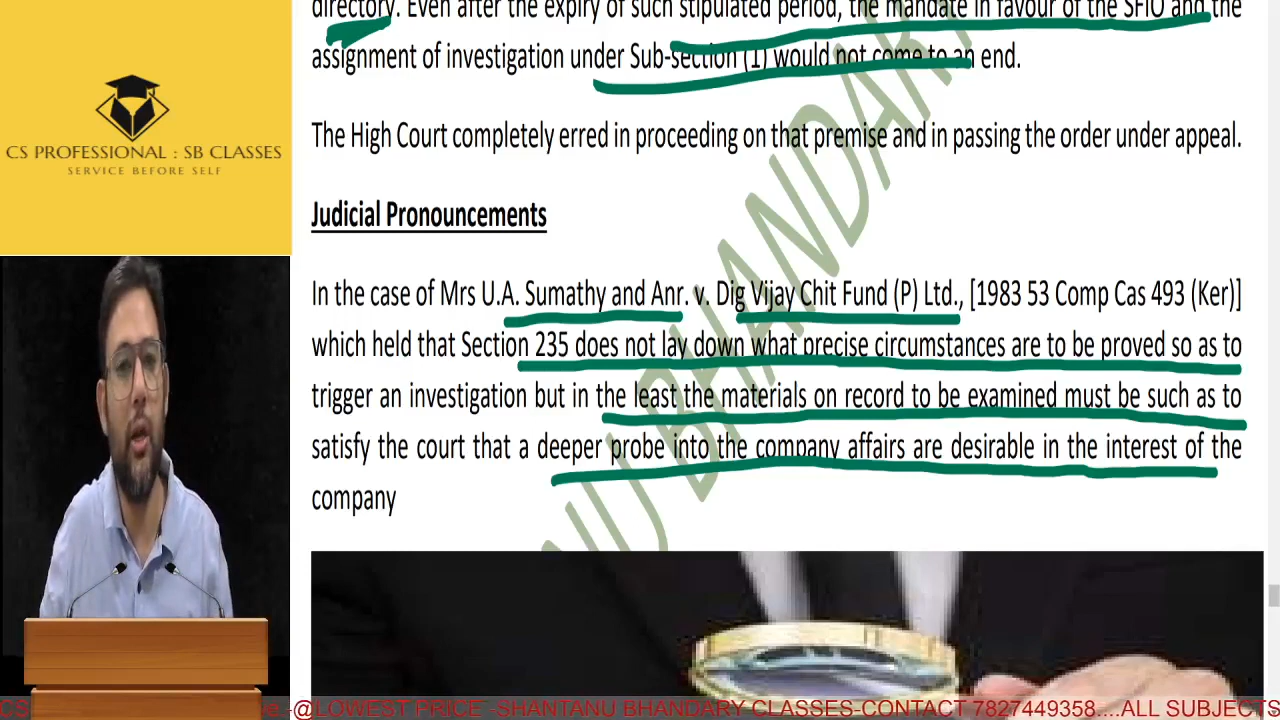 directory. Even after the expiry of such stipulated period, the mandate in favour of the SFIO and the
assignment of investigation under Sub-section (1) would not come to an end.
The High Court completely erred in proceeding on that premise and in passing the order under appeal.
Judicial Pronouncements
In the case of Mrs U.A. Sumathy and Anr. v. Dig Vijay Chit Fund (P) Ltd., [1983 53 Comp Cas 493 (Ker)]
which held that Section 235 does not lay down what precise circumstances are to be proved so as to
trigger an investigation but in the least the materials on record to be examined must be such as to
satisfy the court that a deeper probe into the company affairs are desirable in the interest of the
company
NU BHANDARY
CS PROFESSIONAL : SB CLASSES
SERVICE BEFORE SELF
CS e.-@LOWEST PRICE -SHANTANU BHANDARY CLASSES-CONTACT 7827449358....ALL SUBJECTS